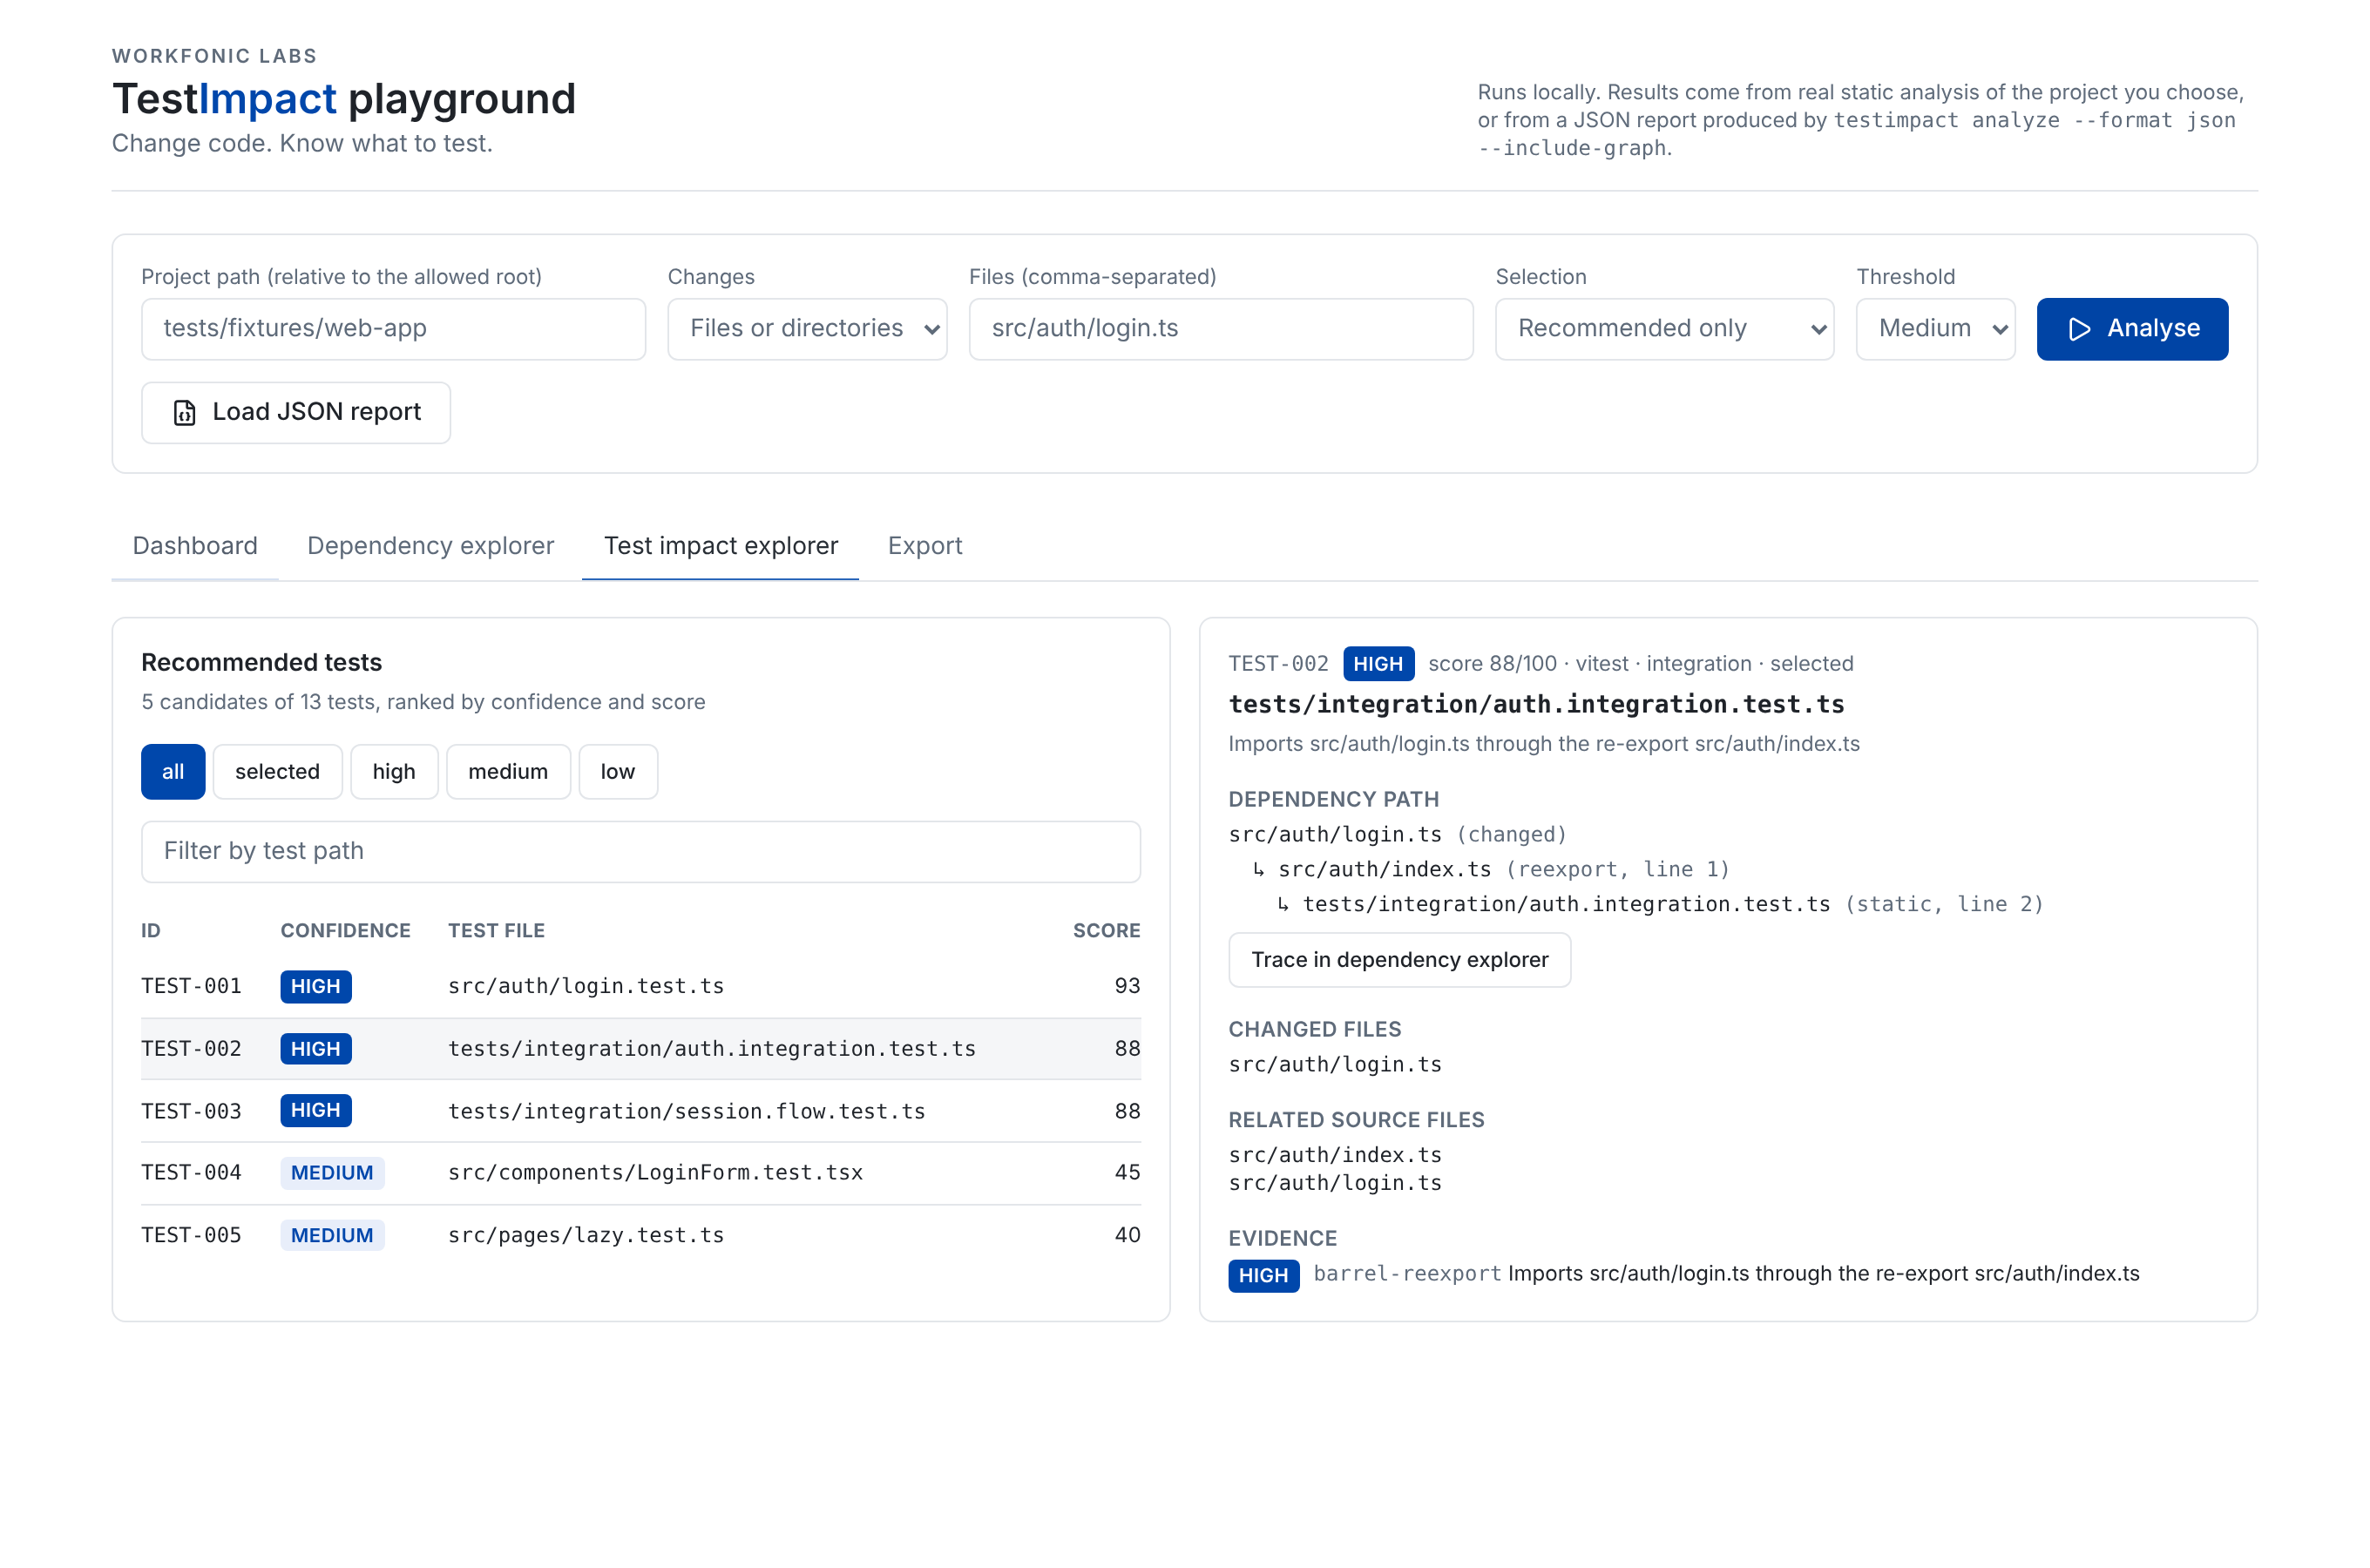 WORKFONIC LABS
TestImpact playground
Change code. Know what to test.
Runs locally. Results come from real static analysis of the project you choose,
or from a JSON report produced by testimpact analyze --format json
--include-graph.
Project path (relative to the allowed root)
tests/fixtures/web-app
Changes
Files or directories
Files (comma-separated)
src/auth/login.ts
Selection
Recommended only
Threshold
Medium
Analyse
Load JSON report
Dashboard
Dependency explorer
Test impact explorer
Export
Recommended tests
5 candidates of 13 tests, ranked by confidence and score
all
selected
high
medium
low
Filter by test path
ID CONFIDENCE TEST FILE SCORE
TEST-001 HIGH src/auth/login.test.ts 93
TEST-002 HIGH tests/integration/auth.integration.test.ts 88
TEST-003 HIGH tests/integration/session.flow.test.ts 88
TEST-004 MEDIUM src/components/LoginForm.test.tsx 45
TEST-005 MEDIUM src/pages/lazy.test.ts 40
TEST-002 HIGH score 88/100 · vitest · integration · selected
tests/integration/auth.integration.test.ts
Imports src/auth/login.ts through the re-export src/auth/index.ts
DEPENDENCY PATH
src/auth/login.ts (changed)
↳ src/auth/index.ts (reexport, line 1)
↳ tests/integration/auth.integration.test.ts (static, line 2)
Trace in dependency explorer
CHANGED FILES
src/auth/login.ts
RELATED SOURCE FILES
src/auth/index.ts
src/auth/login.ts
EVIDENCE
HIGH barrel-reexport Imports src/auth/login.ts through the re-export src/auth/index.ts